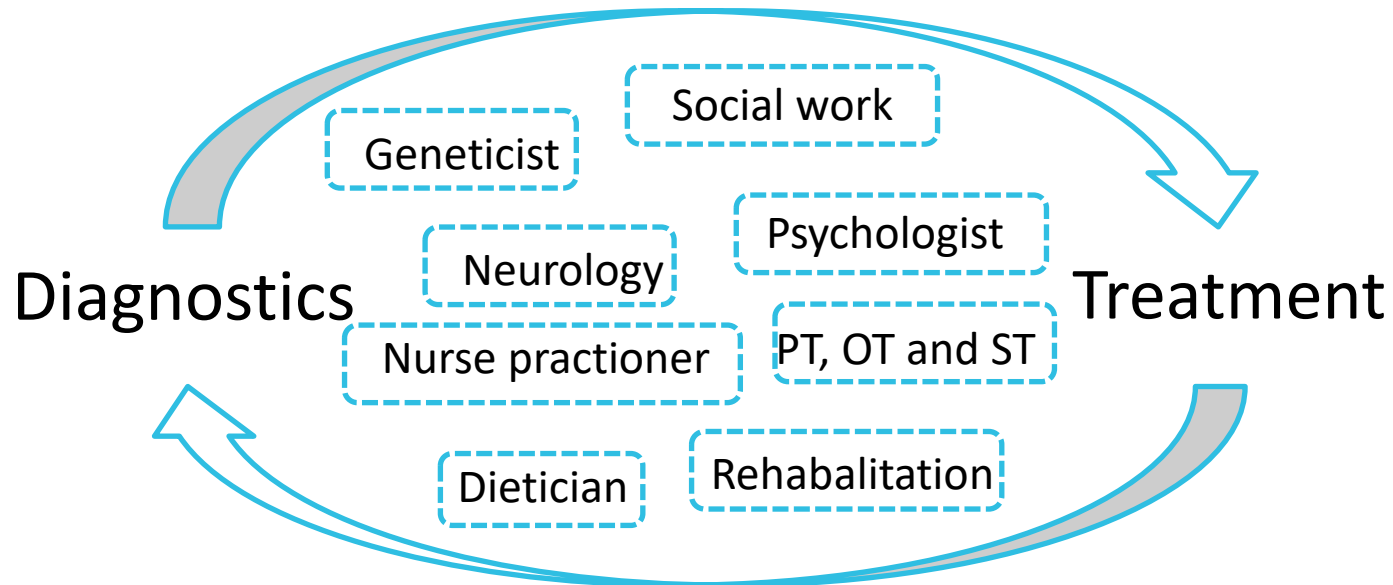 Social work
Geneticist
Psychologist
Neurology
Diagnostics
Treatment
Nurse practioner
PT, OT and ST
Dietician
Rehabalitation